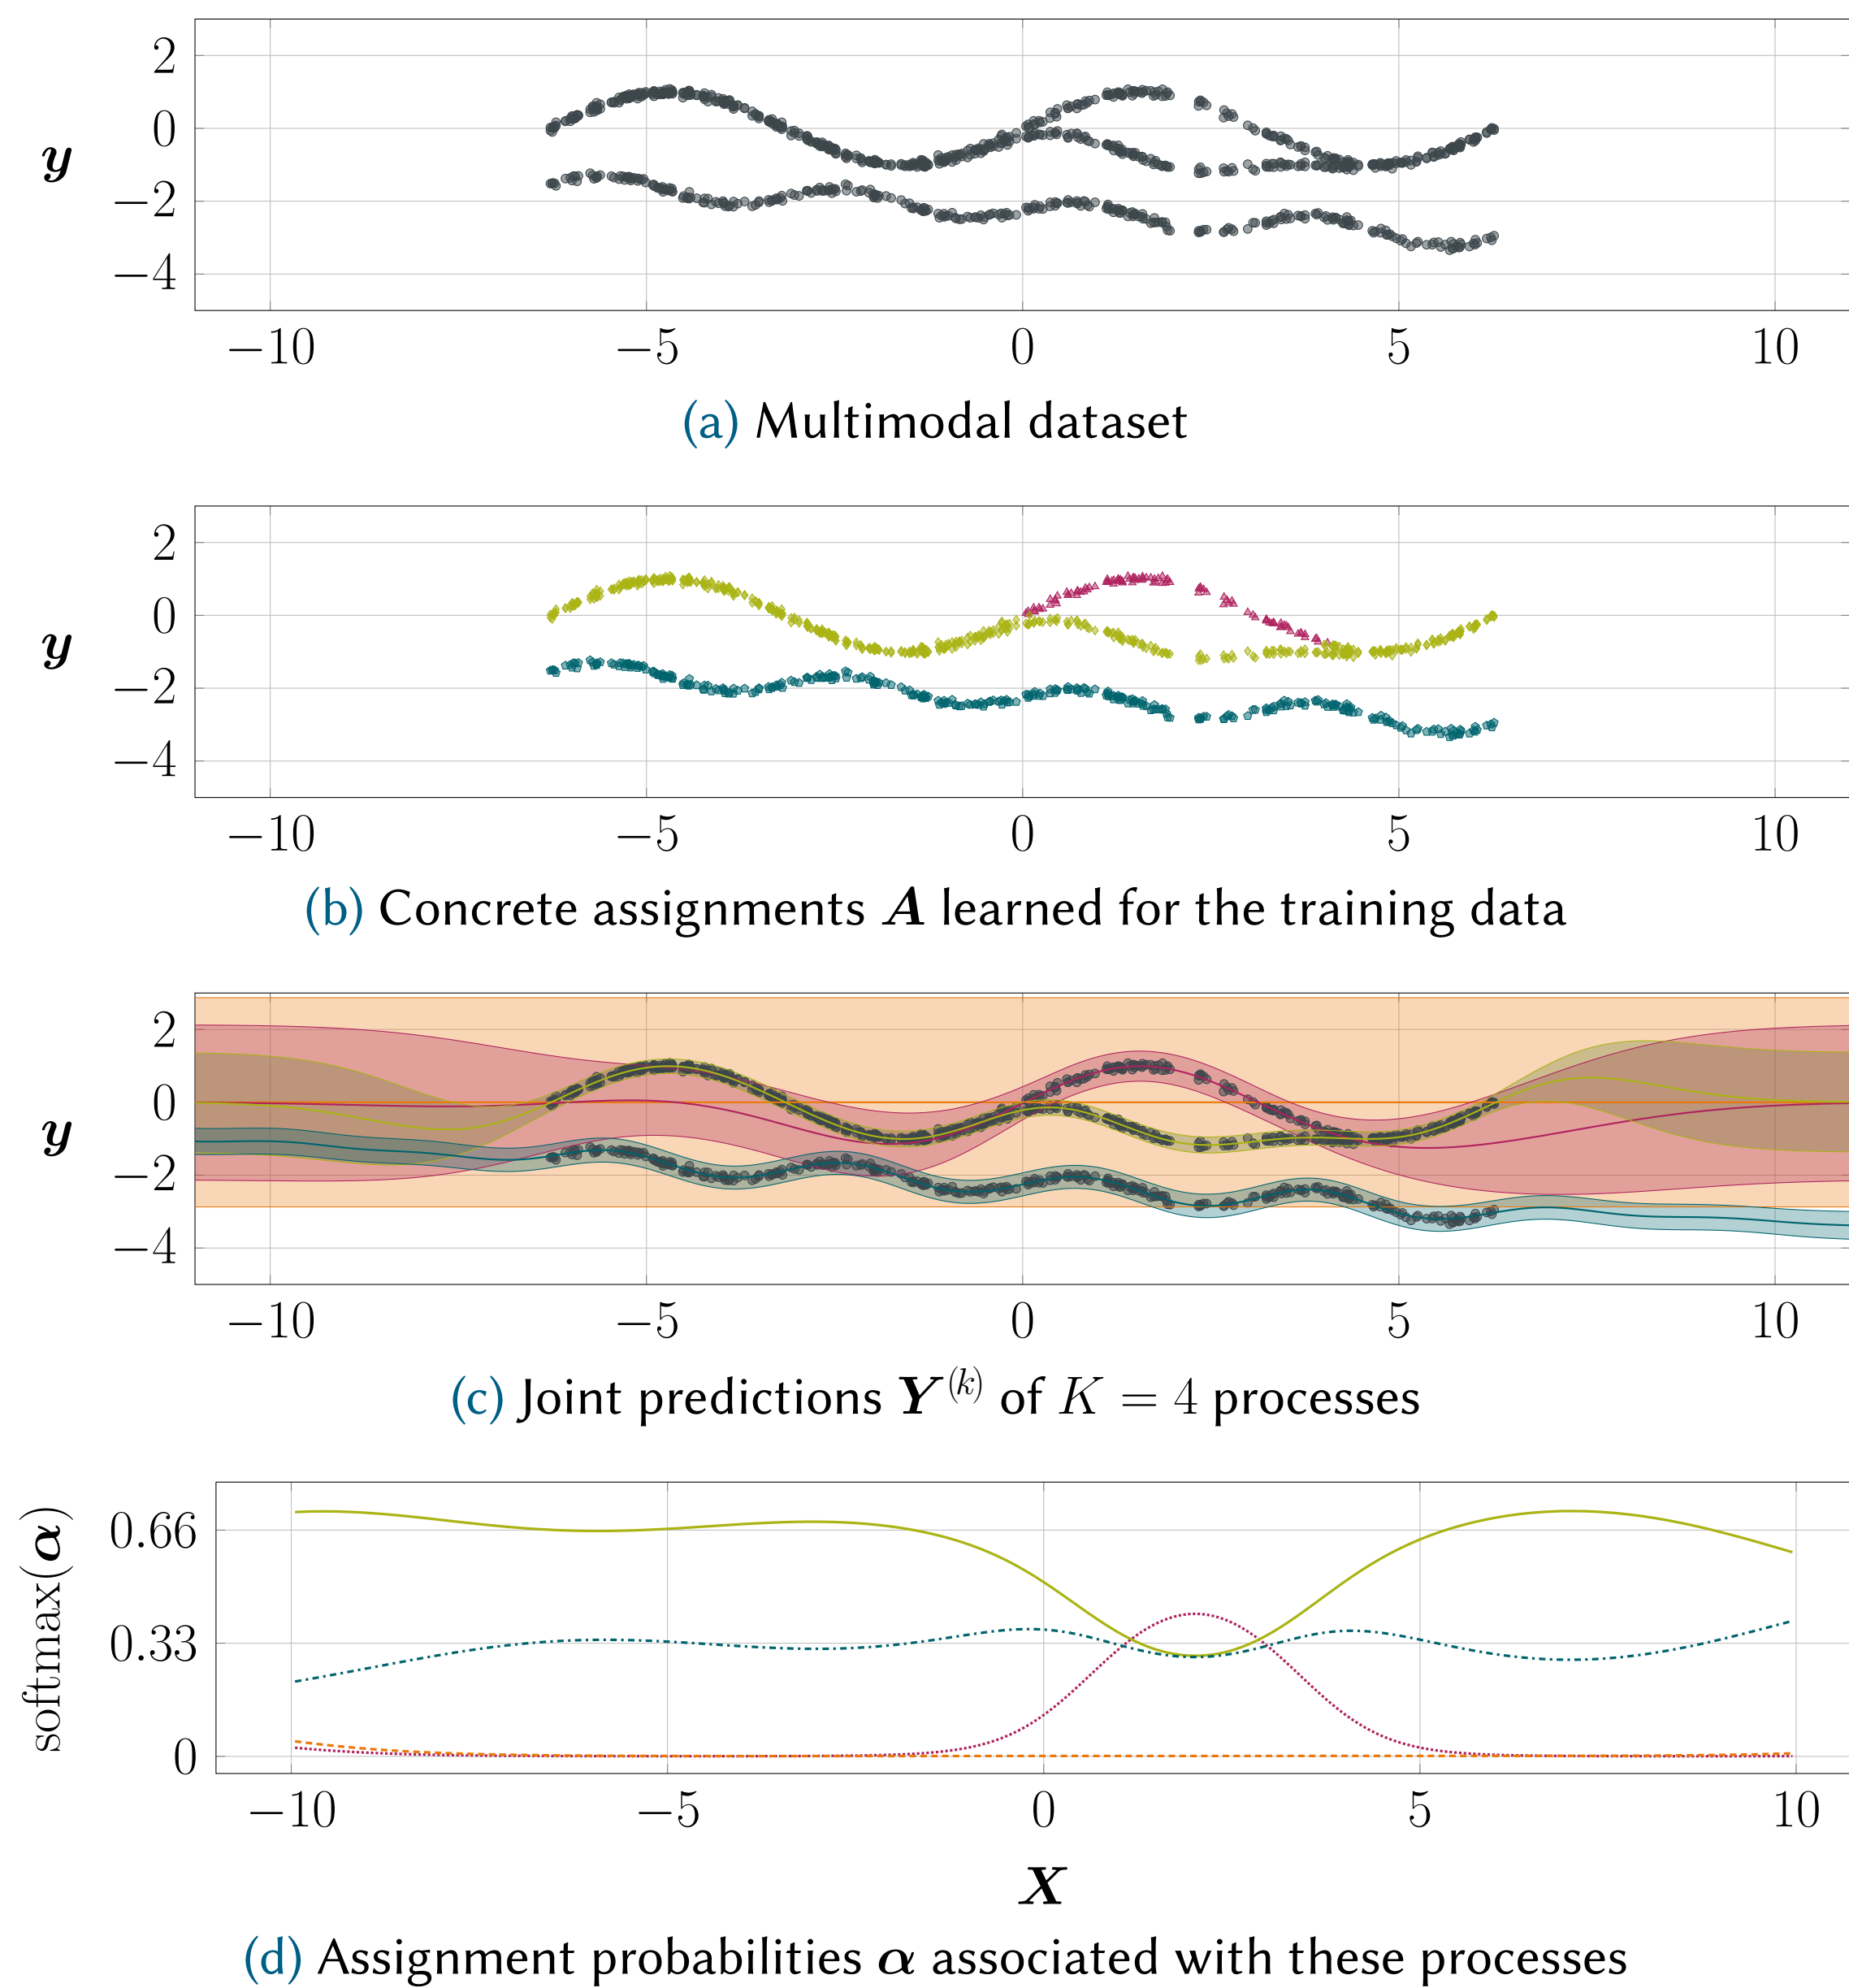 2
0
−2
−4
y
−10 −5 0 5 10
(a) Multimodal dataset
2
0
−2
−4
y
−10 −5 0 5 10
(b) Concrete assignments A learned for the training data
2
0
−2
−4
y
−10 −5 0 5 10
(c) Joint predictions Y^(k) of K = 4 processes
0.66
0.33
0
softmax(α)
−10 −5 0 5 10
X
(d) Assignment probabilities α associated with these processes